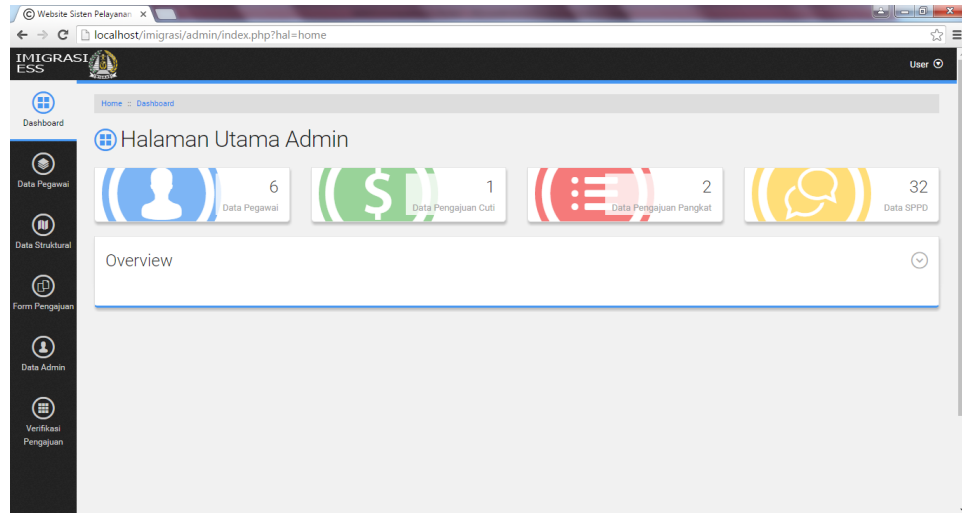 Website Sisten Pelayanan
localhost/imigrasi/admin/index.php?hal=home
IMIGRASI
ESS
User
Dashboard
Home :: Dashboard
Halaman Utama Admin
Data Pegawai
6
Data Pegawai
1
Data Pengajuan Cuti
2
Data Pengajuan Pangkat
32
Data SPPD
Data Struktural
Overview
Form Pengajuan
Data Admin
Verifikasi
Pengajuan